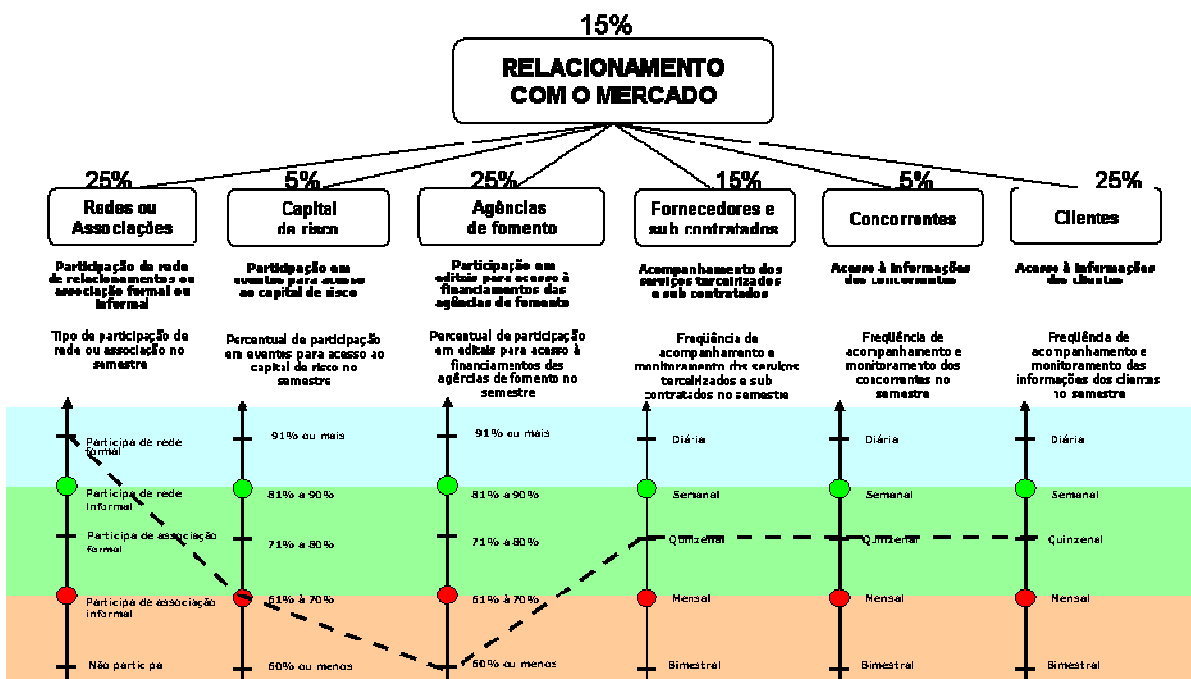 15%
RELACIONAMENTO
COM O MERCADO
25%
Redes ou
Associações
5%
Capital
de risco
25%
Agências
de fomento
15%
Fornecedores e
sub contratados
5%
Concorrentes
25%
Clientes
Participação de rede
de relacionamentos ou
associação formal ou
informal
Participação em
eventos para acesso
ao capital de risco
Participação em
editais para acesso à
financiamentos das
agências de fomento
Acompanhamento dos
serviços terceirizados
e sub contratados
Acesso à informações
dos concorrentes
Acesso à informações
dos clientes
Tipo de participação de
rede ou associação no
semestre
Percentual de participação
em eventos para acesso ao
capital de risco no
semestre
Percentual de participação
em editais para acesso à
financiamentos das
agências de fomento no
semestre
Freqüência de
acompanhamento e
monitoramento dos serviços
terceirizados e sub
contratados no semestre
Freqüência de
acompanhamento e
monitoramento dos
concorrentes no
semestre
Freqüência de
acompanhamento e
monitoramento das
informações dos clientes
no semestre
Participa de rede
formal
Participa de rede
informal
Participa de associação
formal
Participa de associação
informal
Não participa
91% ou mais
81% a 90%
71% a 80%
61% à 70%
60% ou menos
91% ou mais
81% a 90%
71% a 80%
61% à 70%
60% ou menos
Diária
Semanal
Quinzenal
Mensal
Bimestral
Diária
Semanal
Quinzenal
Mensal
Bimestral
Diária
Semanal
Quinzenal
Mensal
Bimestral